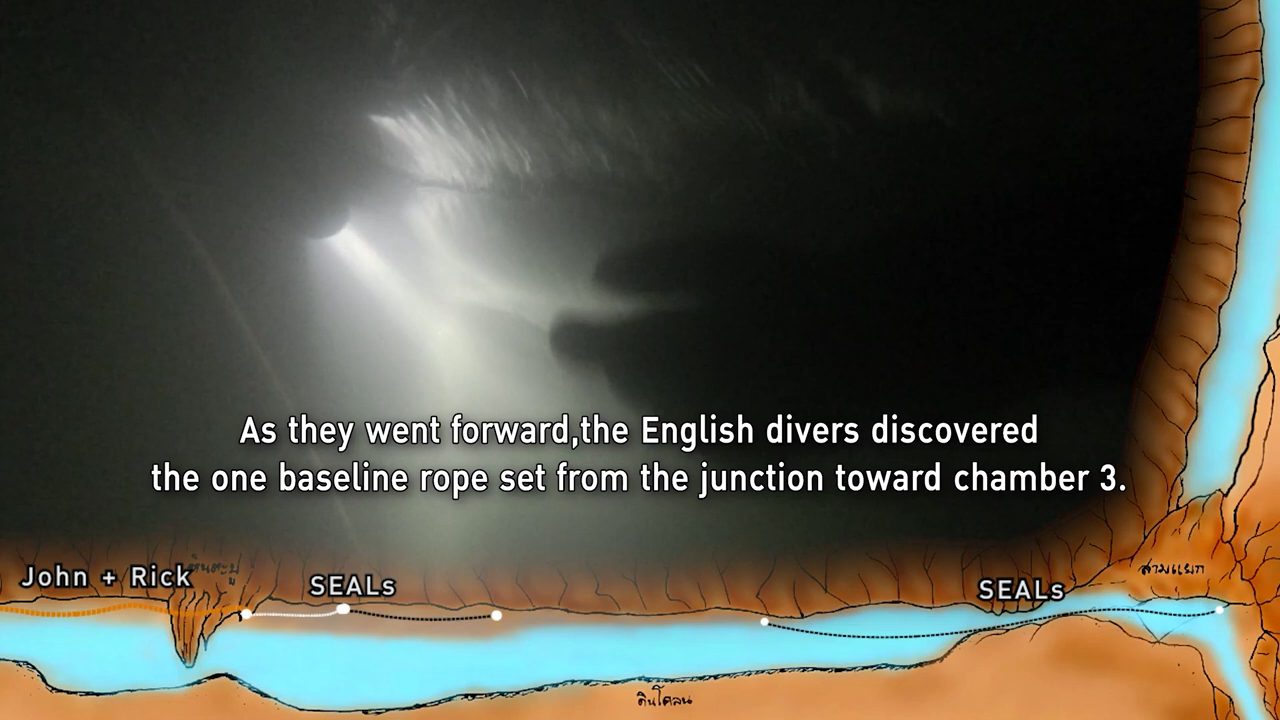 As they went forward,the English divers discovered
the one baseline rope set from the junction toward chamber 3.
John + Rick
SEALs
SEALs
สามแยก
ดินโคลน